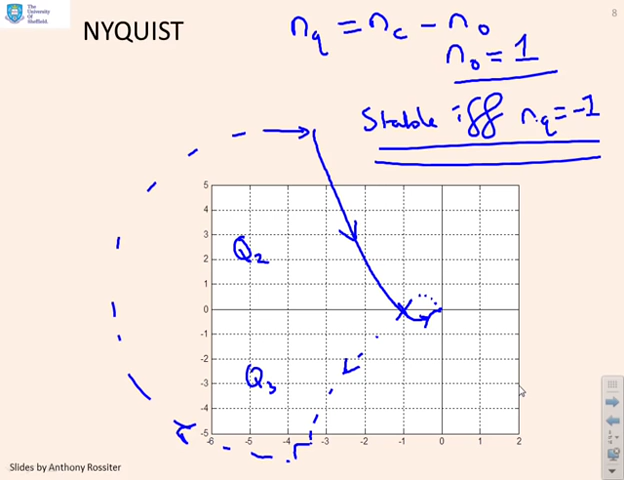 The
University
Of
Sheffield.
NYQUIST
8
n_q = n_c - n_o
n_o = 1
Stable iff n_q = -1
Q_2
Q_3
5
4
3
2
1
0
-1
-2
-3
-4
-5
-6 -5 -4 -3 -2 -1 0 1 2
Slides by Anthony Rossiter